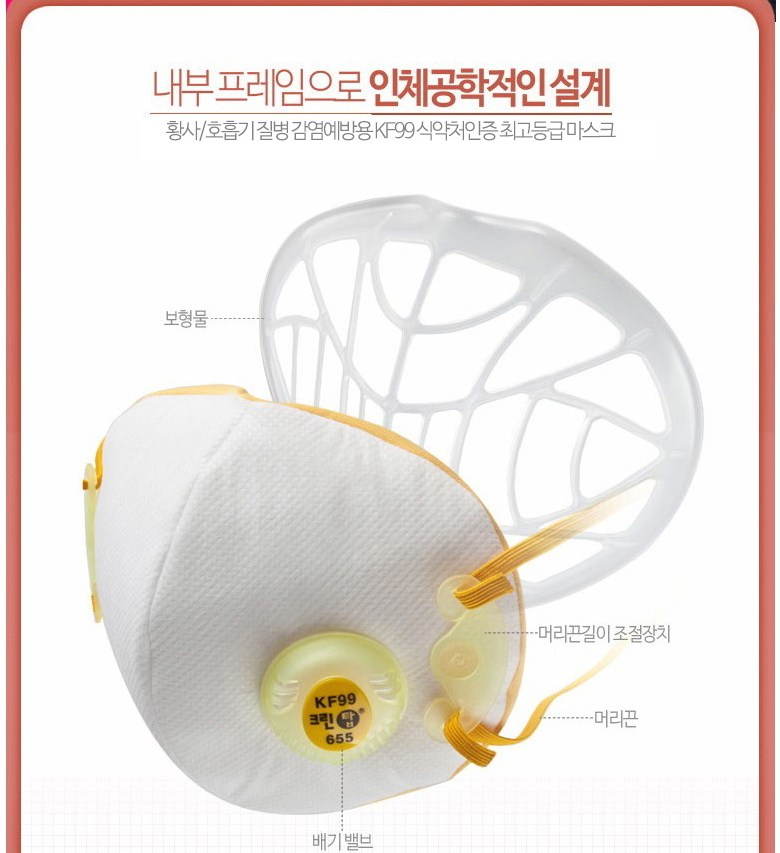 내부 프레임으로 인체공학적인 설계
황사/호흡기 질병 감염예방용 KF99 식약처인증 최고등급 마스크
보형물
머리끈길이 조절장치
머리끈
KF99
크린탑®
655
배기 밸브